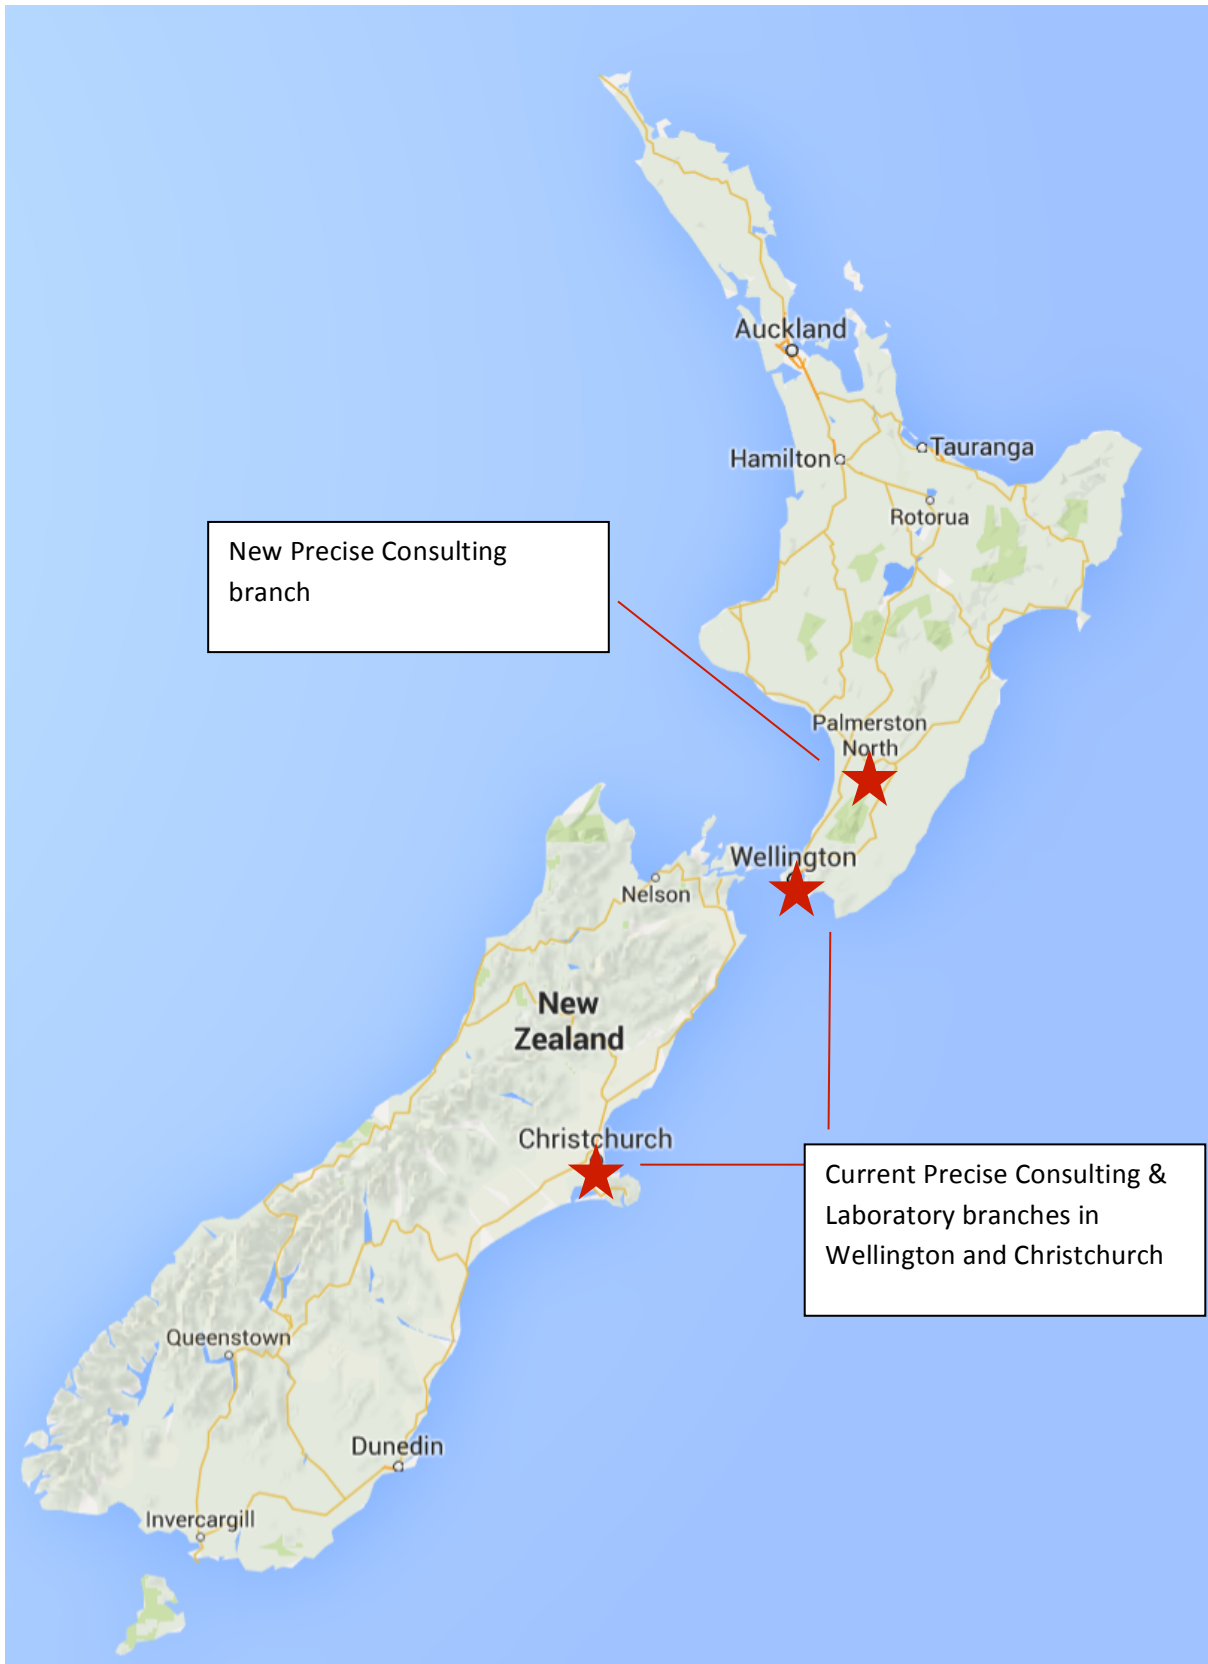 Auckland
Tauranga
Hamilton
Rotorua
New Precise Consulting
branch
Palmerston
North
Wellington
Nelson
New
Zealand
Christchurch
Current Precise Consulting &
Laboratory branches in
Wellington and Christchurch
Queenstown
Dunedin
Invercargill